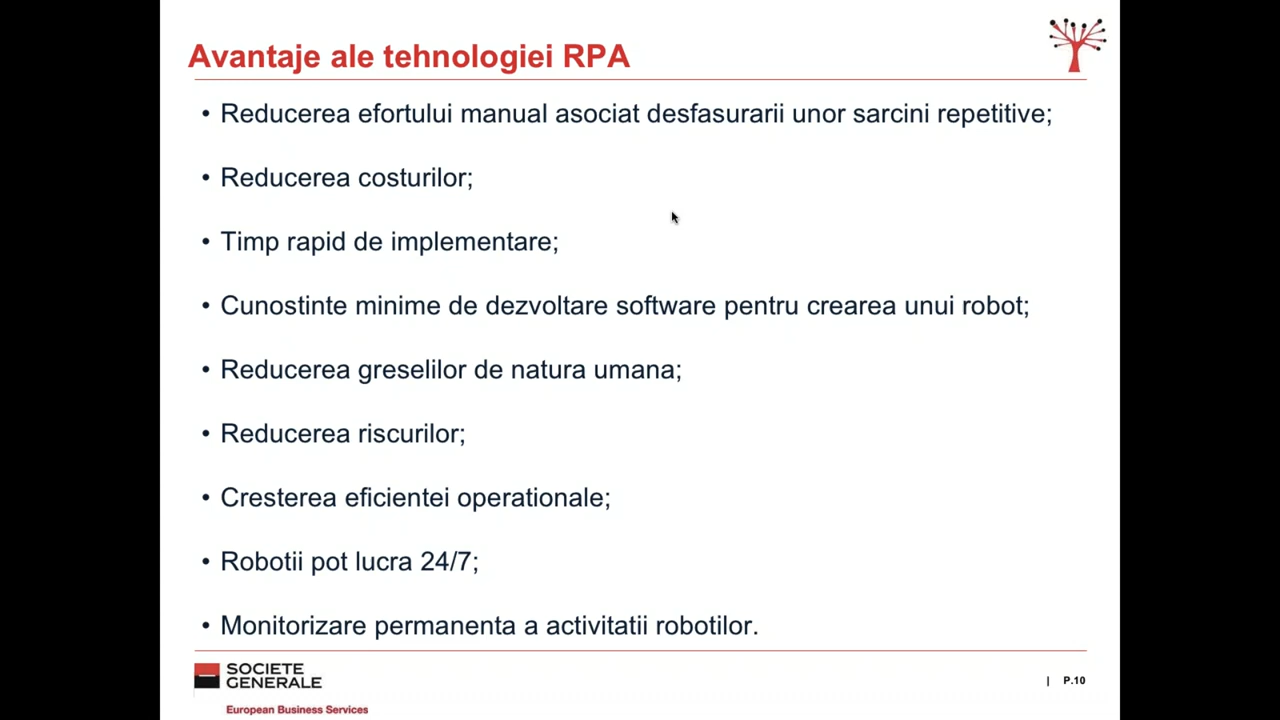 Avantaje ale tehnologiei RPA
• Reducerea efortului manual asociat desfasurarii unor sarcini repetitive;
• Reducerea costurilor;
• Timp rapid de implementare;
• Cunostinte minime de dezvoltare software pentru crearea unui robot;
• Reducerea greselilor de natura umana;
• Reducerea riscurilor;
• Cresterea eficientei operationale;
• Robotii pot lucra 24/7;
• Monitorizare permanenta a activitatii robotilor.
SOCIETE
GENERALE
European Business Services
| P.10